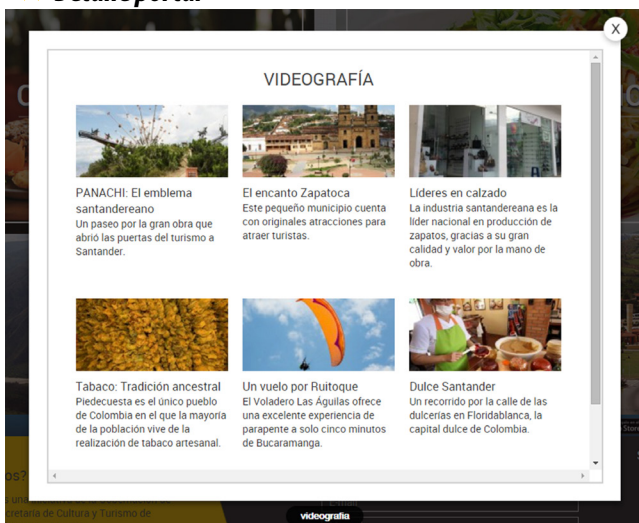 X
VIDEOGRAFÍA
PANACHI: El emblema
santandereano
Un paseo por la gran obra que
abrió las puertas del turismo a
Santander.
El encanto Zapatoca
Este pequeño municipio cuenta
con originales atracciones para
atraer turistas.
Líderes en calzado
La industria santandereana es la
líder nacional en producción de
zapatos, gracias a su gran
calidad y valor por la mano de
obra.
Tabaco: Tradición ancestral
Piedecuesta es el único pueblo
de Colombia en el que la mayoría
de la población vive de la
realización de tabaco artesanal.
Un vuelo por Ruitoque
El Voladero Las Águilas ofrece
una excelente experiencia de
parapente a solo cinco minutos
de Bucaramanga.
Dulce Santander
Un recorrido por la calle de las
dulcerías en Floridablanca, la
capital dulce de Colombia.
os?
cretaría de Cultura y Turismo de
videografía